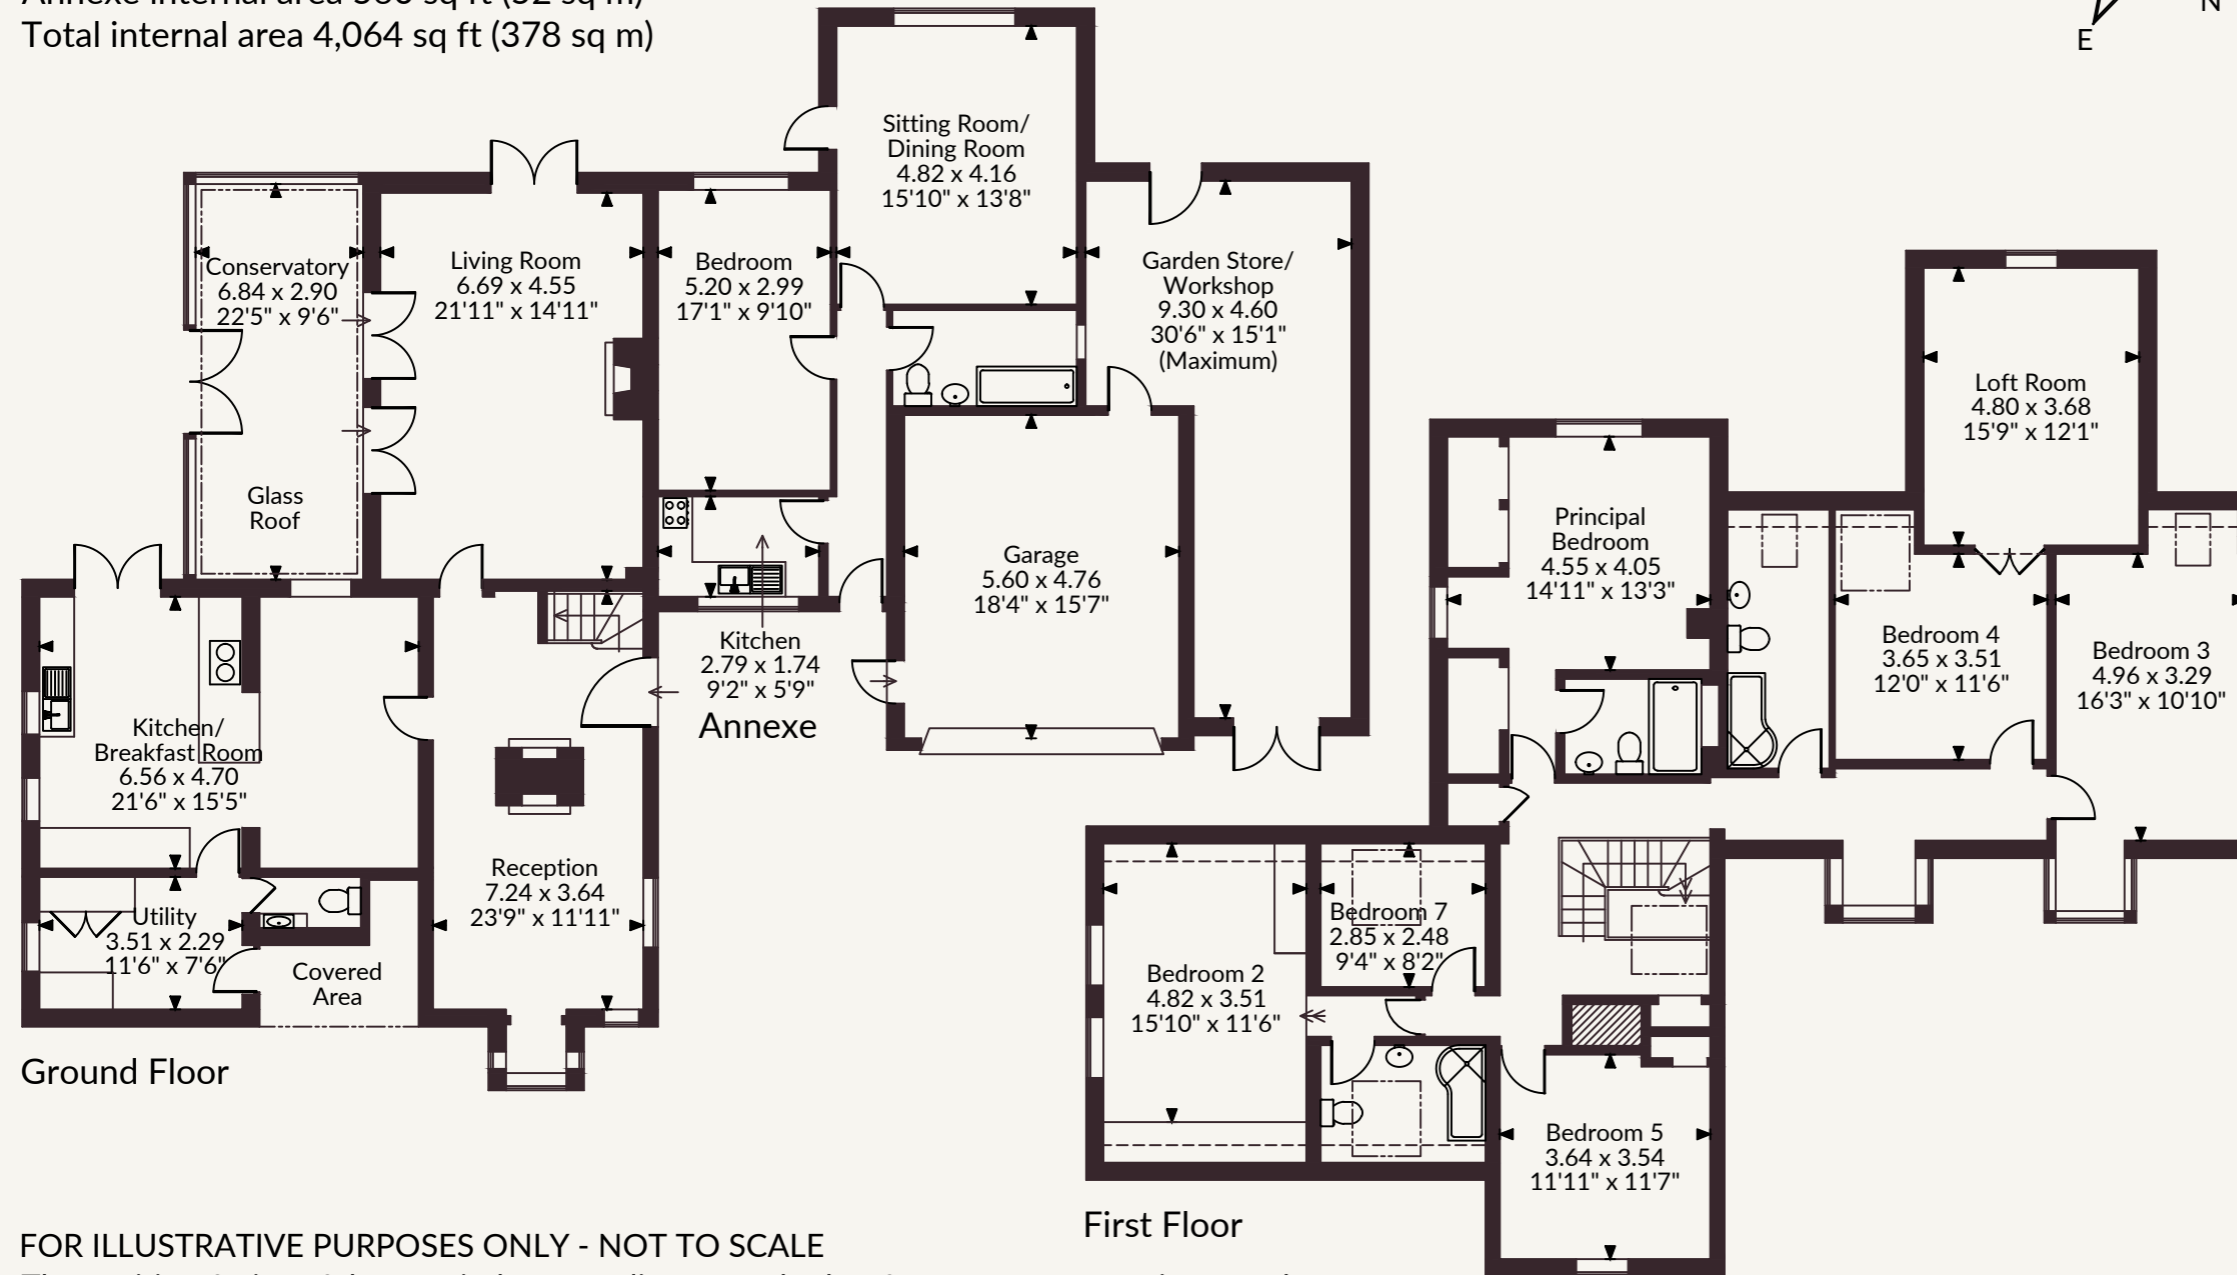 Annexe internal area 560 sq ft (52 sq m)
Total internal area 4,064 sq ft (378 sq m)
N
E
Sitting Room/
Dining Room
4.82 x 4.16
15'10" x 13'8"
Conservatory
6.84 x 2.90
22'5" x 9'6"
Glass
Roof
Living Room
6.69 x 4.55
21'11" x 14'11"
Bedroom
5.20 x 2.99
17'1" x 9'10"
Garden Store/
Workshop
9.30 x 4.60
30'6" x 15'1"
(Maximum)
Garage
5.60 x 4.76
18'4" x 15'7"
Kitchen
2.79 x 1.74
9'2" x 5'9"
Annexe
Kitchen/
Breakfast Room
6.56 x 4.70
21'6" x 15'5"
Reception
7.24 x 3.64
23'9" x 11'11"
Utility
3.51 x 2.29
11'6" x 7'6"
Covered
Area
Ground Floor
Loft Room
4.80 x 3.68
15'9" x 12'1"
Principal
Bedroom
4.55 x 4.05
14'11" x 13'3"
Bedroom 4
3.65 x 3.51
12'0" x 11'6"
Bedroom 3
4.96 x 3.29
16'3" x 10'10"
Bedroom 7
2.85 x 2.48
9'4" x 8'2"
Bedroom 2
4.82 x 3.51
15'10" x 11'6"
Bedroom 5
3.64 x 3.54
11'11" x 11'7"
First Floor
FOR ILLUSTRATIVE PURPOSES ONLY - NOT TO SCALE